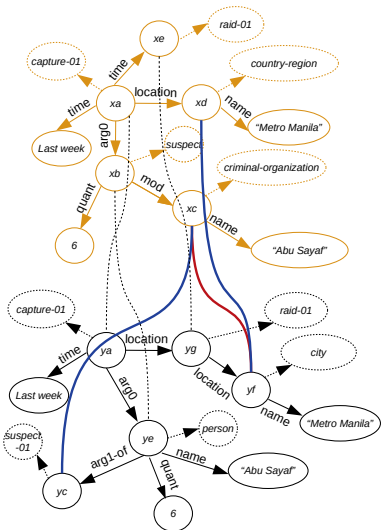 xe
raid-01
capture-01
time
country-region
location
xa
xd
time
name
Last week
arg0
suspect
"Metro Manila"
criminal-organization
xb
mod
quant
xc
name
6
"Abu Sayaf"
capture-01
raid-01
location
ya
yg
city
time
location
Last week
arg0
yf
name
person
"Metro Manila"
suspect
-01
ye
arg1-of
name
"Abu Sayaf"
quant
yc
6